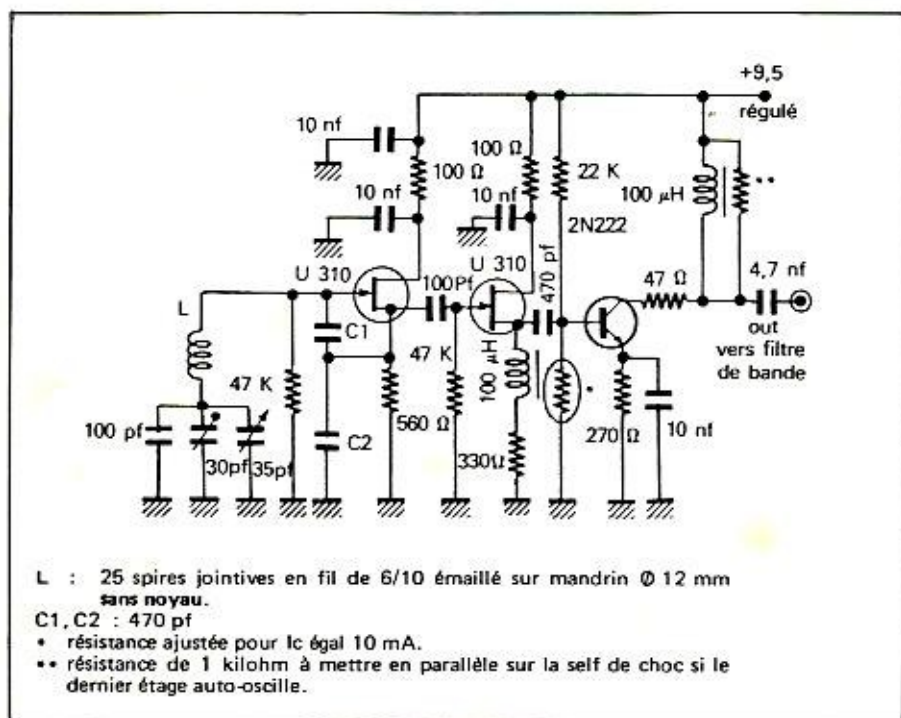 +9,5
régulé
10 nf
100 Ω
100 Ω
22 K
10 nf
10 nf
100 µH
••
2N222
U 310
U 310
470 pf
4,7 nf
100Pf
47 Ω
L
C1
out
vers filtre
de bande
47 K
47 K
100 µH
•
100 pf
C2
560 Ω
270 Ω
10 nf
30pf
35pf
330Ω
L : 25 spires jointives en fil de 6/10 émaillé sur mandrin Ø 12 mm
sans noyau.
C1, C2 : 470 pf
• résistance ajustée pour Ic égal 10 mA.
•• résistance de 1 kilohm à mettre en parallèle sur la self de choc si le
dernier étage auto-oscille.